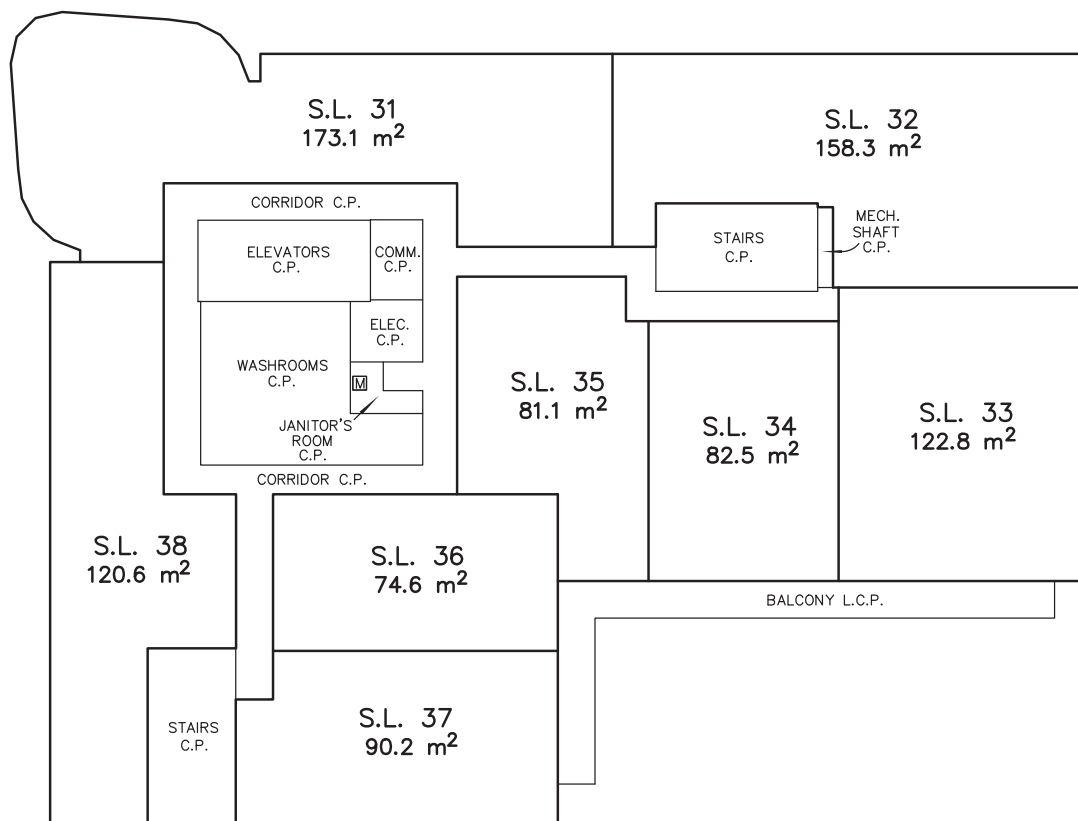 S.L. 31
173.1 m²
S.L. 32
158.3 m²
CORRIDOR C.P.
ELEVATORS
C.P.
COMM.
C.P.
STAIRS
C.P.
MECH.
SHAFT
C.P.
ELEC.
C.P.
WASHROOMS
C.P.
M
JANITOR'S
ROOM
C.P.
CORRIDOR C.P.
S.L. 35
81.1 m²
S.L. 34
82.5 m²
S.L. 33
122.8 m²
S.L. 38
120.6 m²
S.L. 36
74.6 m²
BALCONY L.C.P.
STAIRS
C.P.
S.L. 37
90.2 m²